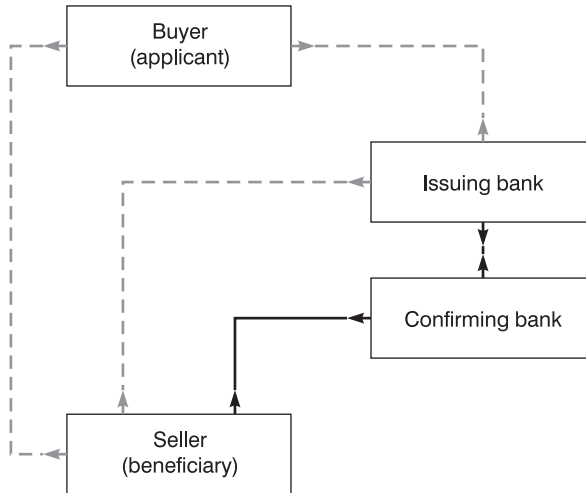 Buyer
(applicant)
Issuing bank
Confirming bank
Seller
(beneficiary)